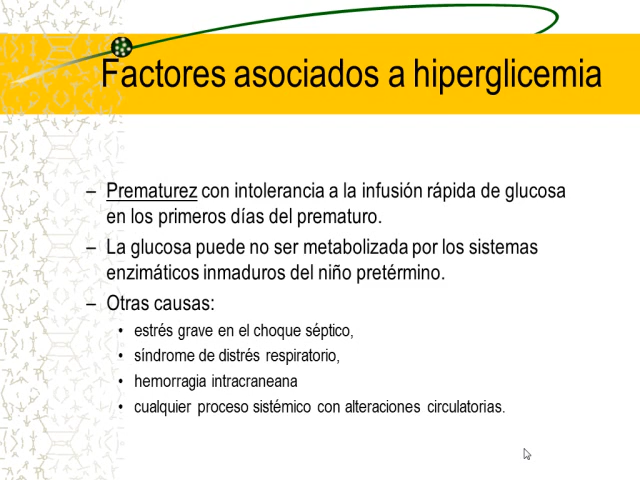 Factores asociados a hiperglicemia
– Prematurez con intolerancia a la infusión rápida de glucosa
en los primeros días del prematuro.
– La glucosa puede no ser metabolizada por los sistemas
enzimáticos inmaduros del niño pretérmino.
– Otras causas:
• estrés grave en el choque séptico,
• síndrome de distrés respiratorio,
• hemorragia intracraneana
• cualquier proceso sistémico con alteraciones circulatorias.